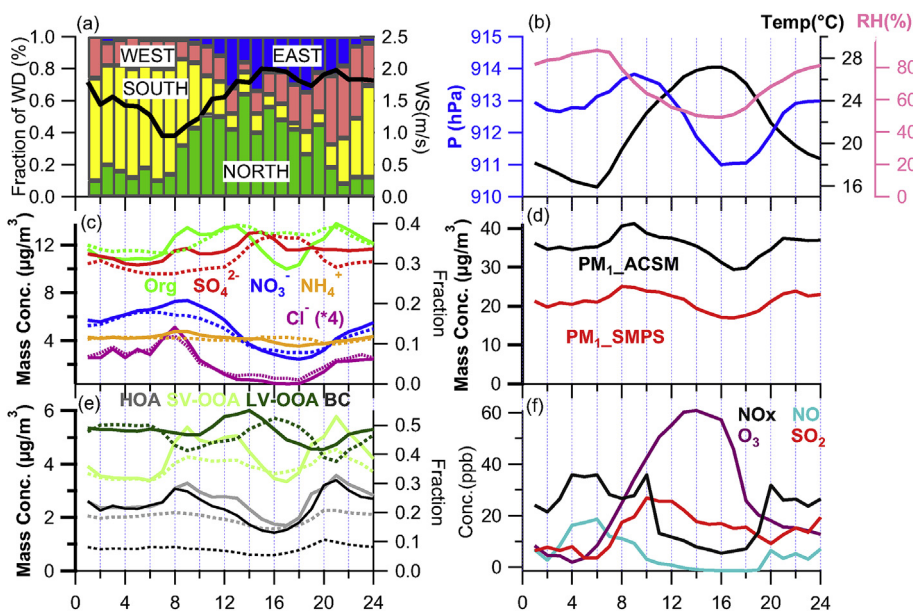 (a)
Fraction of WD (%)
1.0
0.8
0.6
0.4
0.2
0.0
WEST
EAST
SOUTH
NORTH
2.5
2.0
1.5
1.0
0.5
0.0
WS(m/s)
(b)
Temp(°C)
RH(%)
P (hPa)
915
914
913
912
911
910
28
24
20
16
80
60
40
20
0
(c)
Mass Conc. (µg/m³)
12
8
4
Org
SO₄²⁻
NO₃⁻
NH₄⁺
Cl⁻ (*4)
0.4
0.3
0.2
0.1
0.0
Fraction
(d)
Mass Conc. (µg/m³)
40
30
20
10
0
PM₁_ACSM
PM₁_SMPS
(e)
HOA
SV-OOA
LV-OOA
BC
Mass Conc. (µg/m³)
6
4
2
0
0.5
0.4
0.3
0.2
0.1
0.0
Fraction
0 4 8 12 16 20 24
(f)
NOx
NO
O₃
SO₂
Conc.(ppb)
60
40
20
0
0 4 8 12 16 20 24